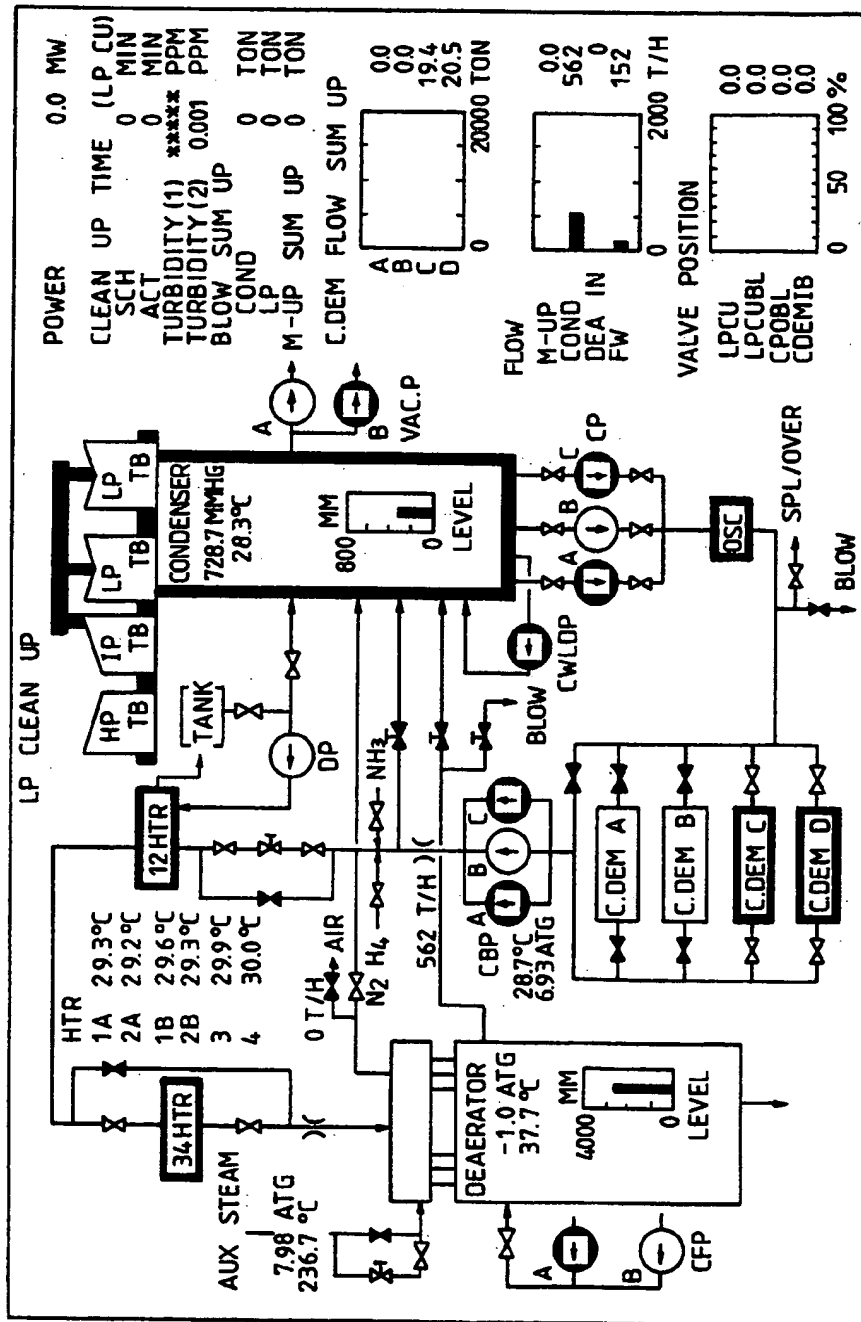 LP CLEAN UP
HP TB
IP TB
LP TB
LP TB
POWER 0.0 MW
CLEAN UP TIME (LP CU)
SCH 0 MIN
ACT 0 MIN
TURBIDITY (1) ***** PPM
TURBIDITY (2) 0.001 PPM
BLOW SUM UP
COND 0 TON
LP 0 TON
M-UP SUM UP 0 TON
C.DEM FLOW SUM UP
A 0.0
B 0.0
C 19.4
D 20.5
0 20000 TON
FLOW
M-UP 0.0
COND 562
DEA IN 0
FW 152
0 2000 T/H
VALVE POSITION
LPCU 0.0
LPCUBL 0.0
CPOBL 0.0
CDEMIB 0.0
0 50 100 %
CONDENSER
728.7 MMHG
28.3°C
800 MM
0
LEVEL
A
B
VAC.P
A B C
CP
CWLDP
OSC
SPL/OVER
BLOW
12 HTR
TANK
DP
NH3
BLOW
34 HTR
HTR
1A 29.3°C
2A 29.2°C
1B 29.6°C
2B 29.3°C
3 29.9°C
4 30.0°C
0 T/H
AIR
N2 H4
562 T/H
A B C
CBP
28.7°C
6.93 ATG
C.DEM A
C.DEM B
C.DEM C
C.DEM D
AUX STEAM
7.98 ATG
236.7 °C
DEAERATOR
-1.0 ATG
37.7 °C
4000 MM
0
LEVEL
A
B
CFP